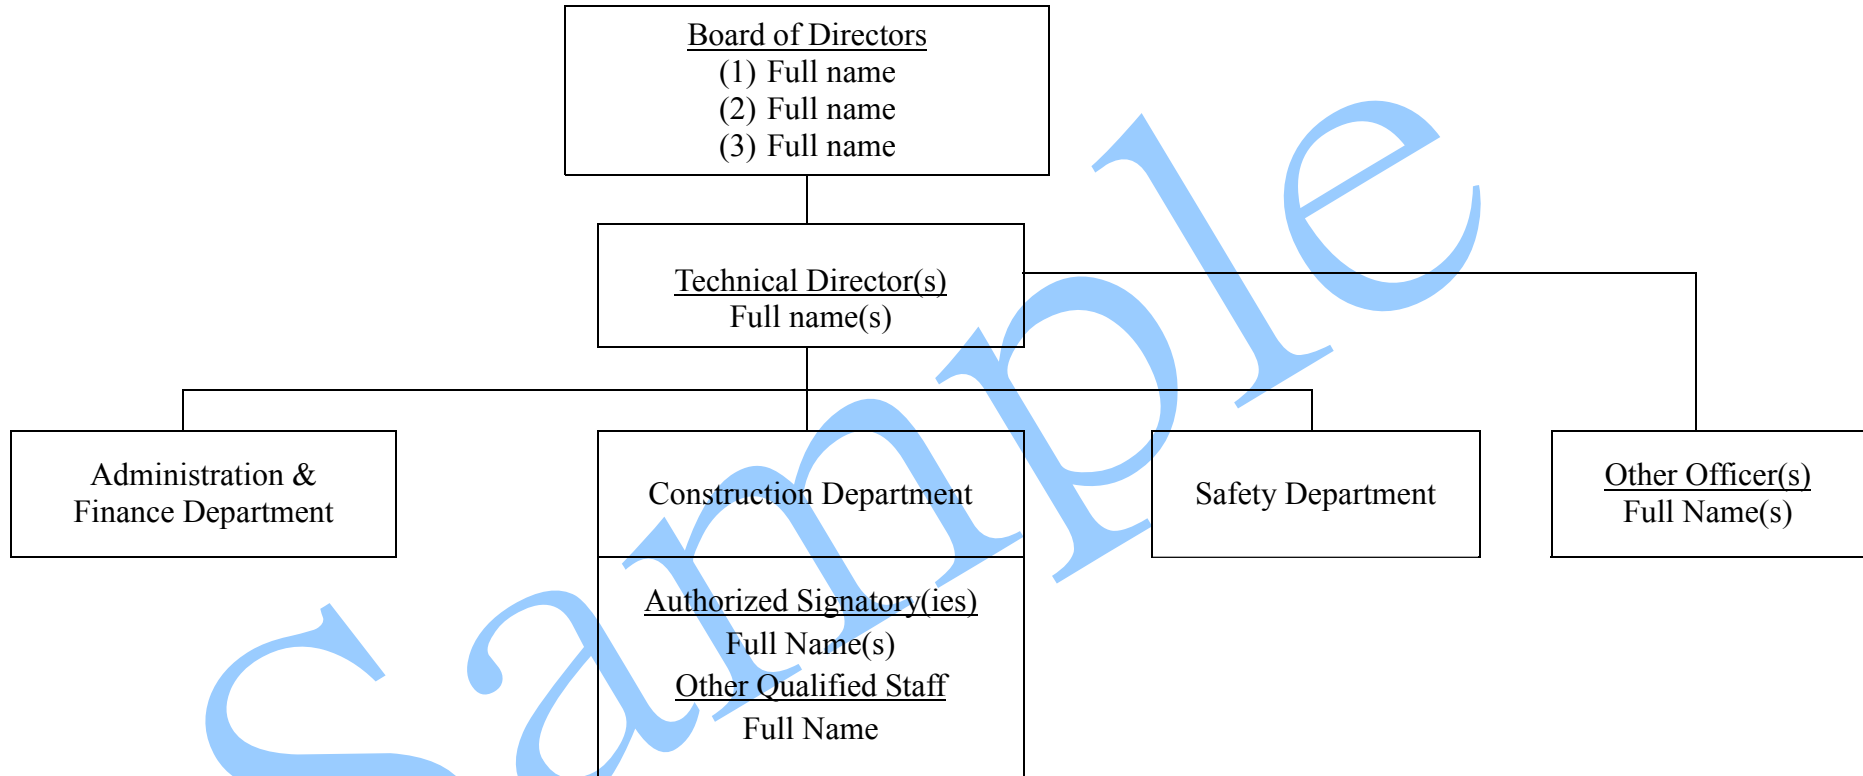 Board of Directors
(1) Full name
(2) Full name
(3) Full name
Technical Director(s)
Full name(s)
Administration &
Finance Department
Construction Department
Safety Department
Other Officer(s)
Full Name(s)
Authorized Signatory(ies)
Full Name(s)
Other Qualified Staff
Full Name
Sample